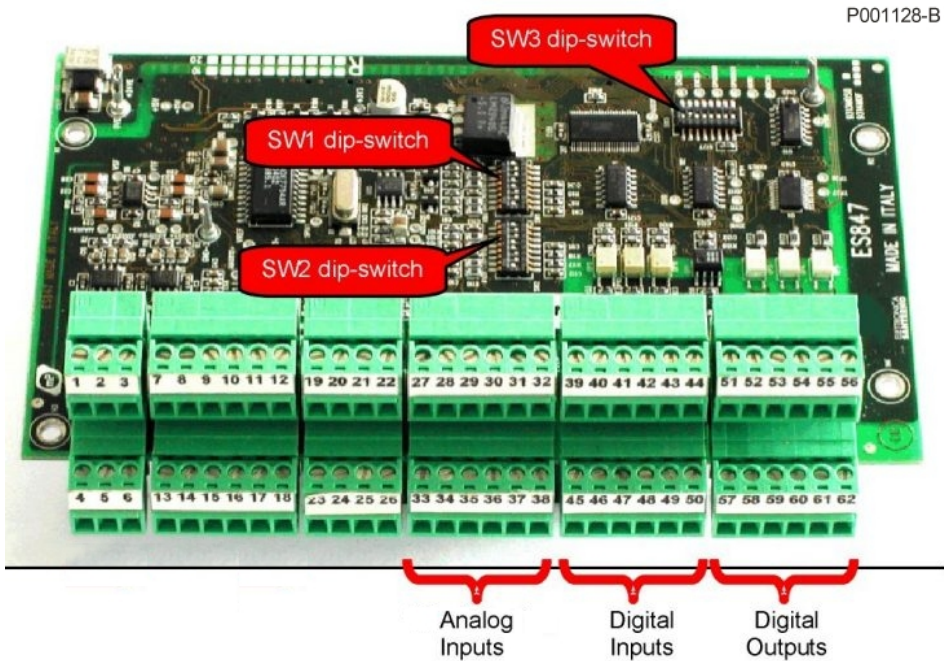 P001128-B
SW3 dip-switch
SW1 dip-switch
SW2 dip-switch
ES847
MADE IN ITALY
1 2 3
7 8 9 10 11 12
19 20 21 22
27 28 29 30 31 32
39 40 41 42 43 44
51 52 53 54 55 56
4 5 6
13 14 15 16 17 18
23 24 25 26
33 34 35 36 37 38
45 46 47 48 49 50
57 58 59 60 61 62
Analog
Inputs
Digital
Inputs
Digital
Outputs